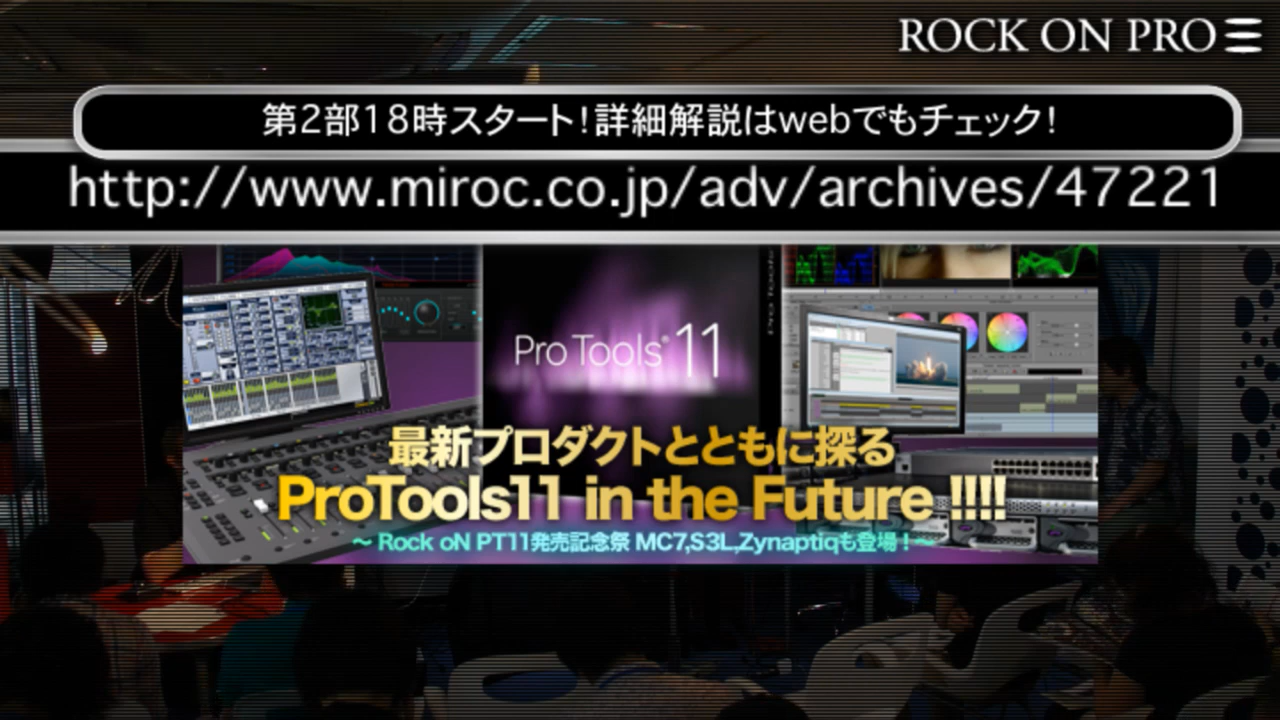 ROCK ON PRO
第2部18時スタート!詳細解説はwebでもチェック!
http://www.miroc.co.jp/adv/archives/47221
Pro Tools
Pro Tools® 11
最新プロダクトとともに探る
ProTools11 in the Future !!!!
～ Rock oN PT11発売記念祭 MC7,S3L,Zynaptiqも登場！～